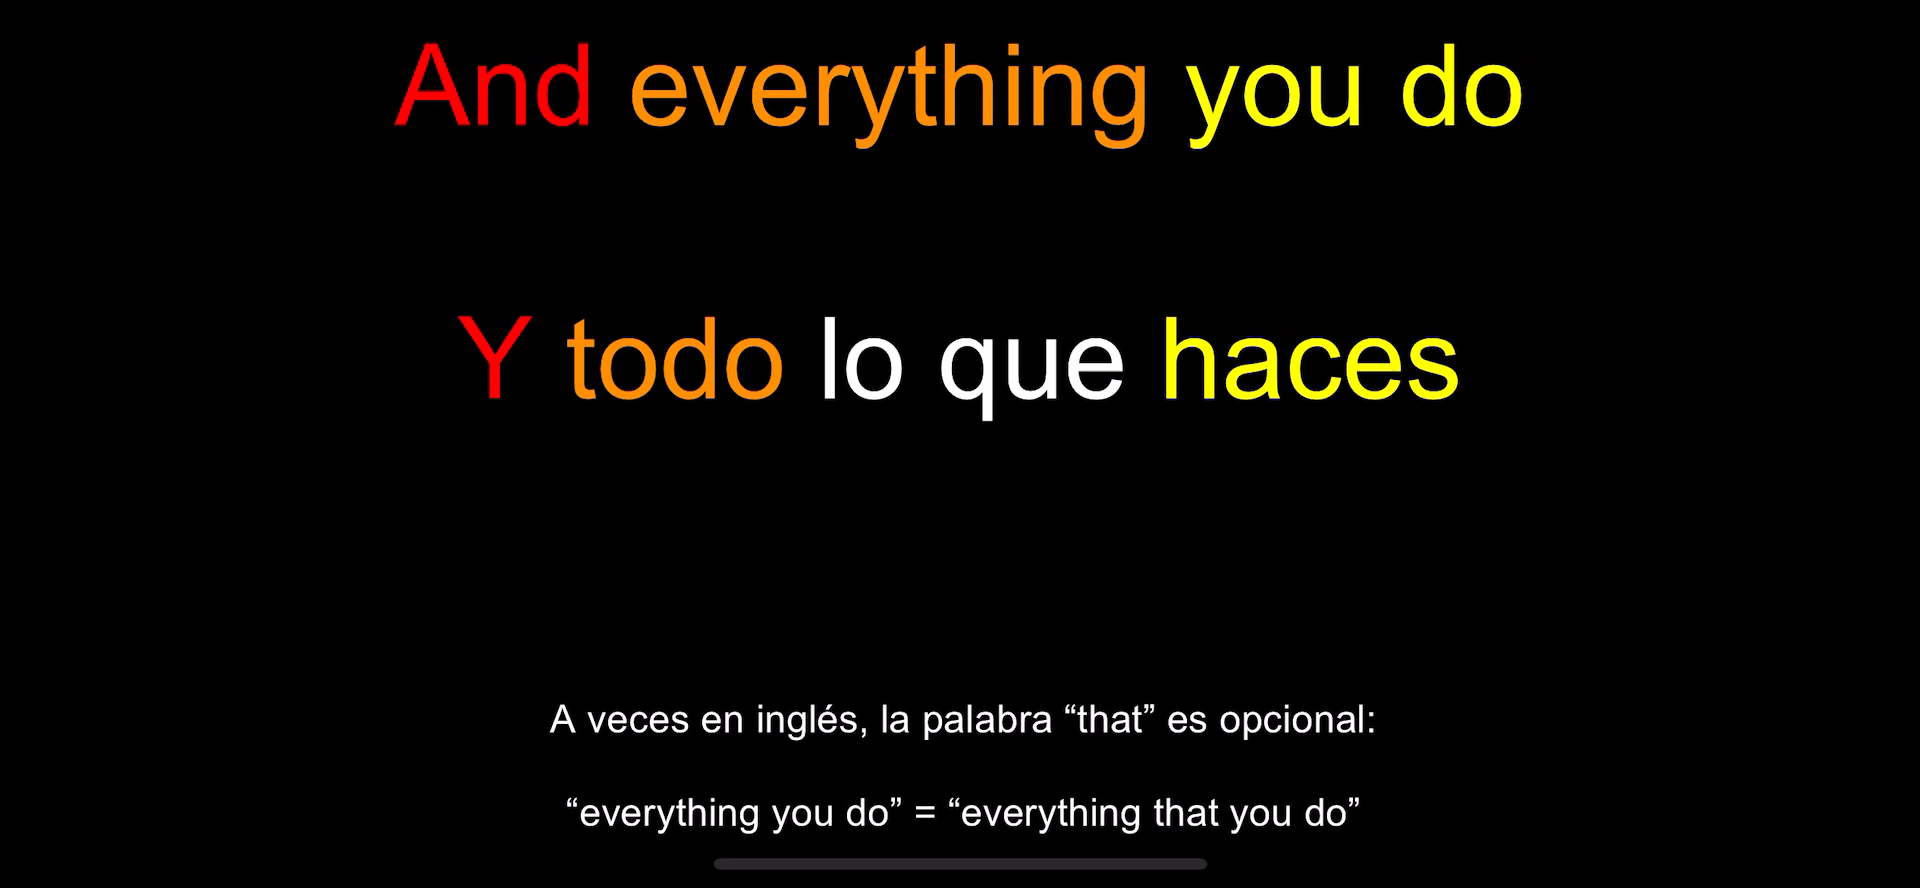 And everything you do
Y todo lo que haces
A veces en inglés, la palabra “that” es opcional:
“everything you do” = “everything that you do”